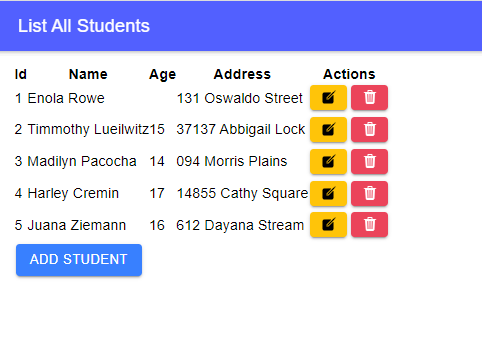 List All Students
Id Name Age Address Actions
1 Enola Rowe 131 Oswaldo Street
2 Timmothy Lueilwitz 15 37137 Abbigail Lock
3 Madilyn Pacocha 14 094 Morris Plains
4 Harley Cremin 17 14855 Cathy Square
5 Juana Ziemann 16 612 Dayana Stream
ADD STUDENT